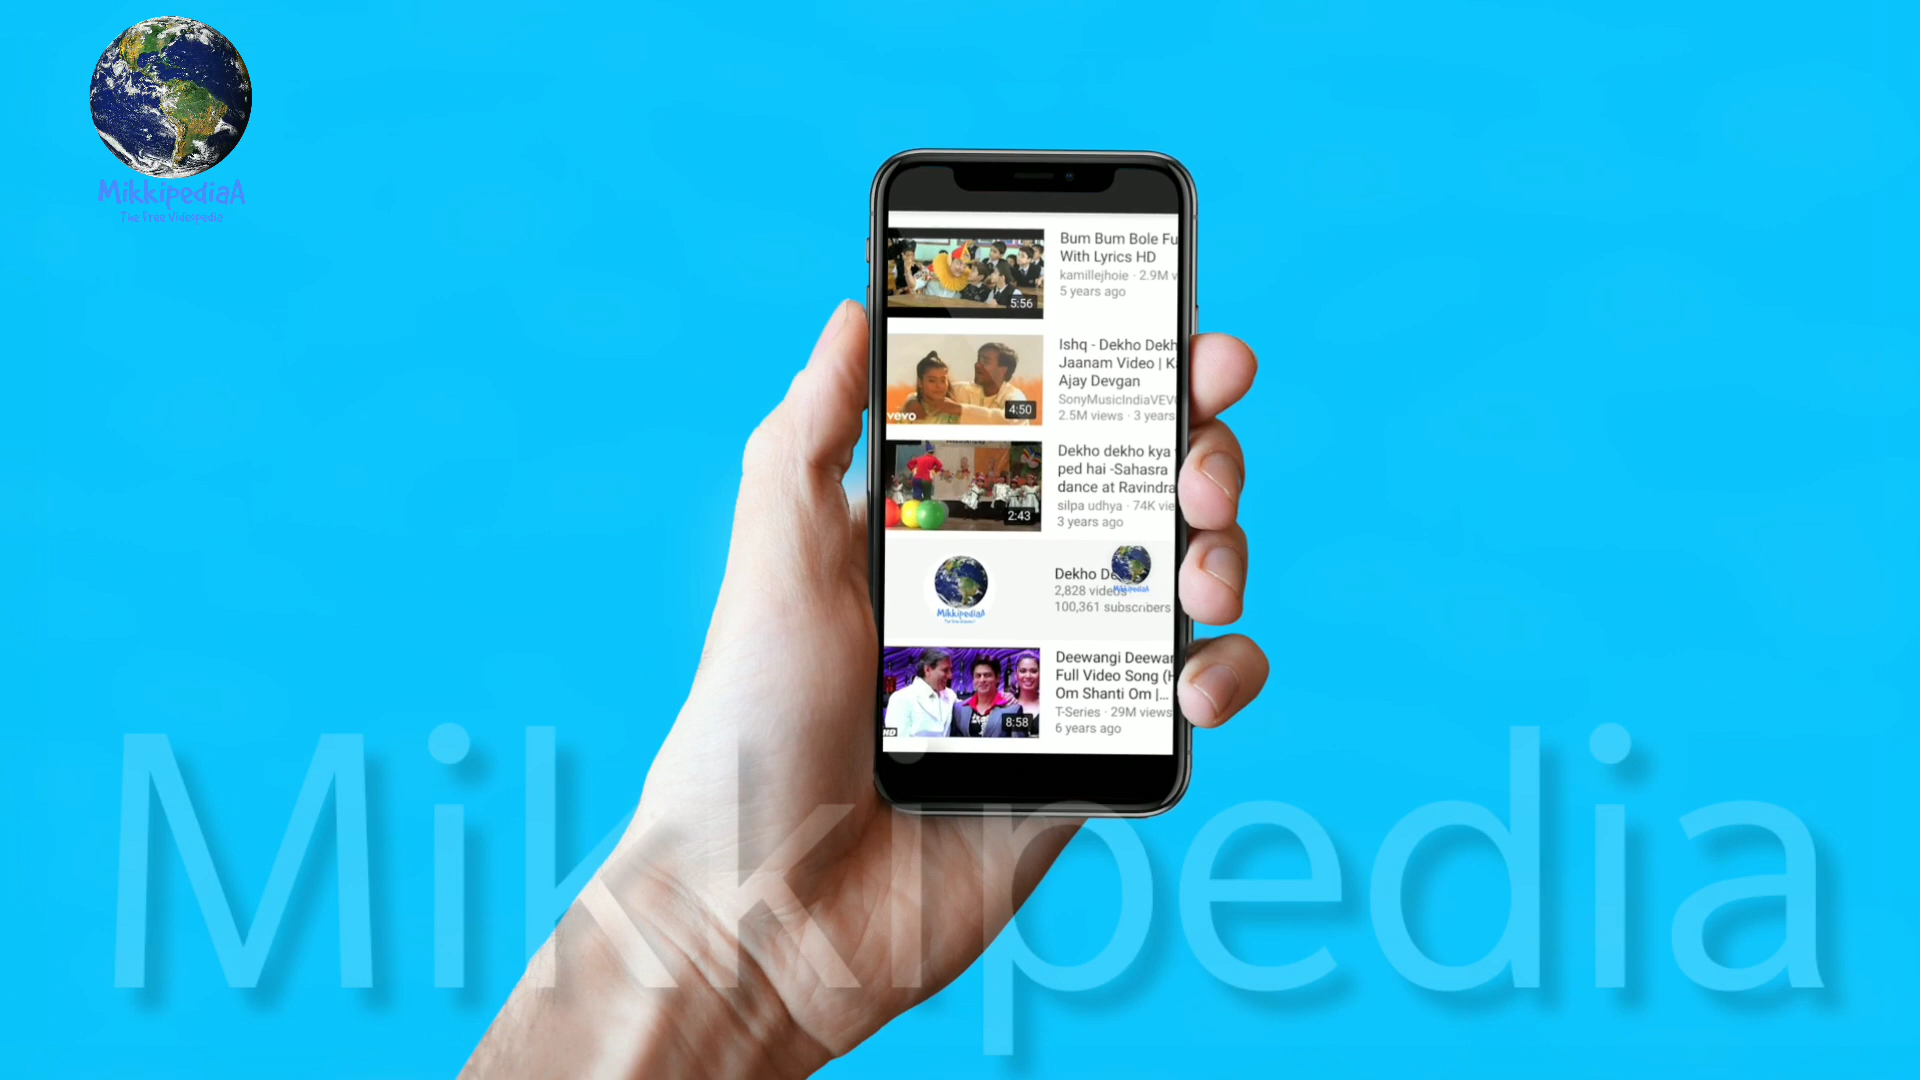 MikkipediaA
The Free Videopedia
Bum Bum Bole Fu
With Lyrics HD
kamillejhoie · 2.9M v
5 years ago
5:56
Ishq - Dekho Dekh
Jaanam Video | K
Ajay Devgan
SonyMusicIndiaVEVO
2.5M views · 3 years
vevo
4:50
Dekho dekho kya
ped hai -Sahasra
dance at Ravindra
silpa udhya · 74K vie
3 years ago
2:43
Dekho De
2,828 videos
100,361 subscribers
MikkipediaA
MikkipediaA
Deewangi Deewan
Full Video Song (H
Om Shanti Om |...
T-Series · 29M views
6 years ago
HD
8:58
Mikkipedia